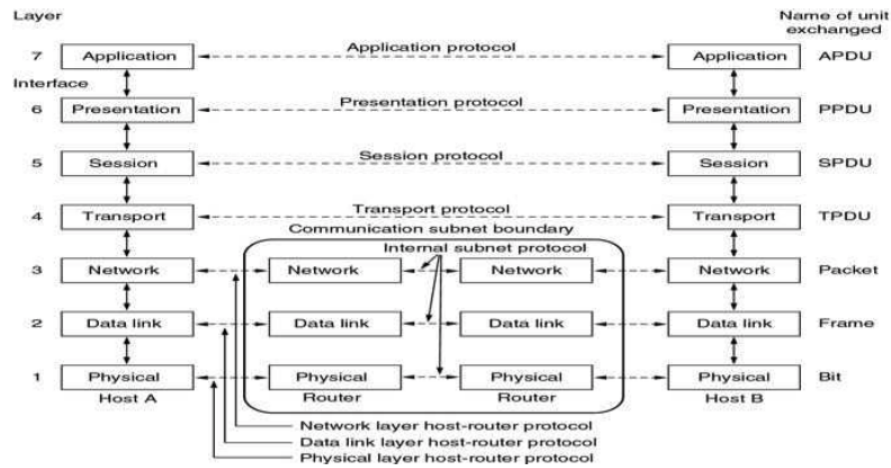 Layer
Name of unit exchanged
7 Application Application protocol Application APDU
Interface
6 Presentation Presentation protocol Presentation PPDU
5 Session Session protocol Session SPDU
4 Transport Transport protocol Transport TPDU
Communication subnet boundary
Internal subnet protocol
3 Network Network Network Network Packet
2 Data link Data link Data link Data link Frame
1 Physical Physical Physical Physical Bit
Host A Router Router Host B
Network layer host-router protocol
Data link layer host-router protocol
Physical layer host-router protocol